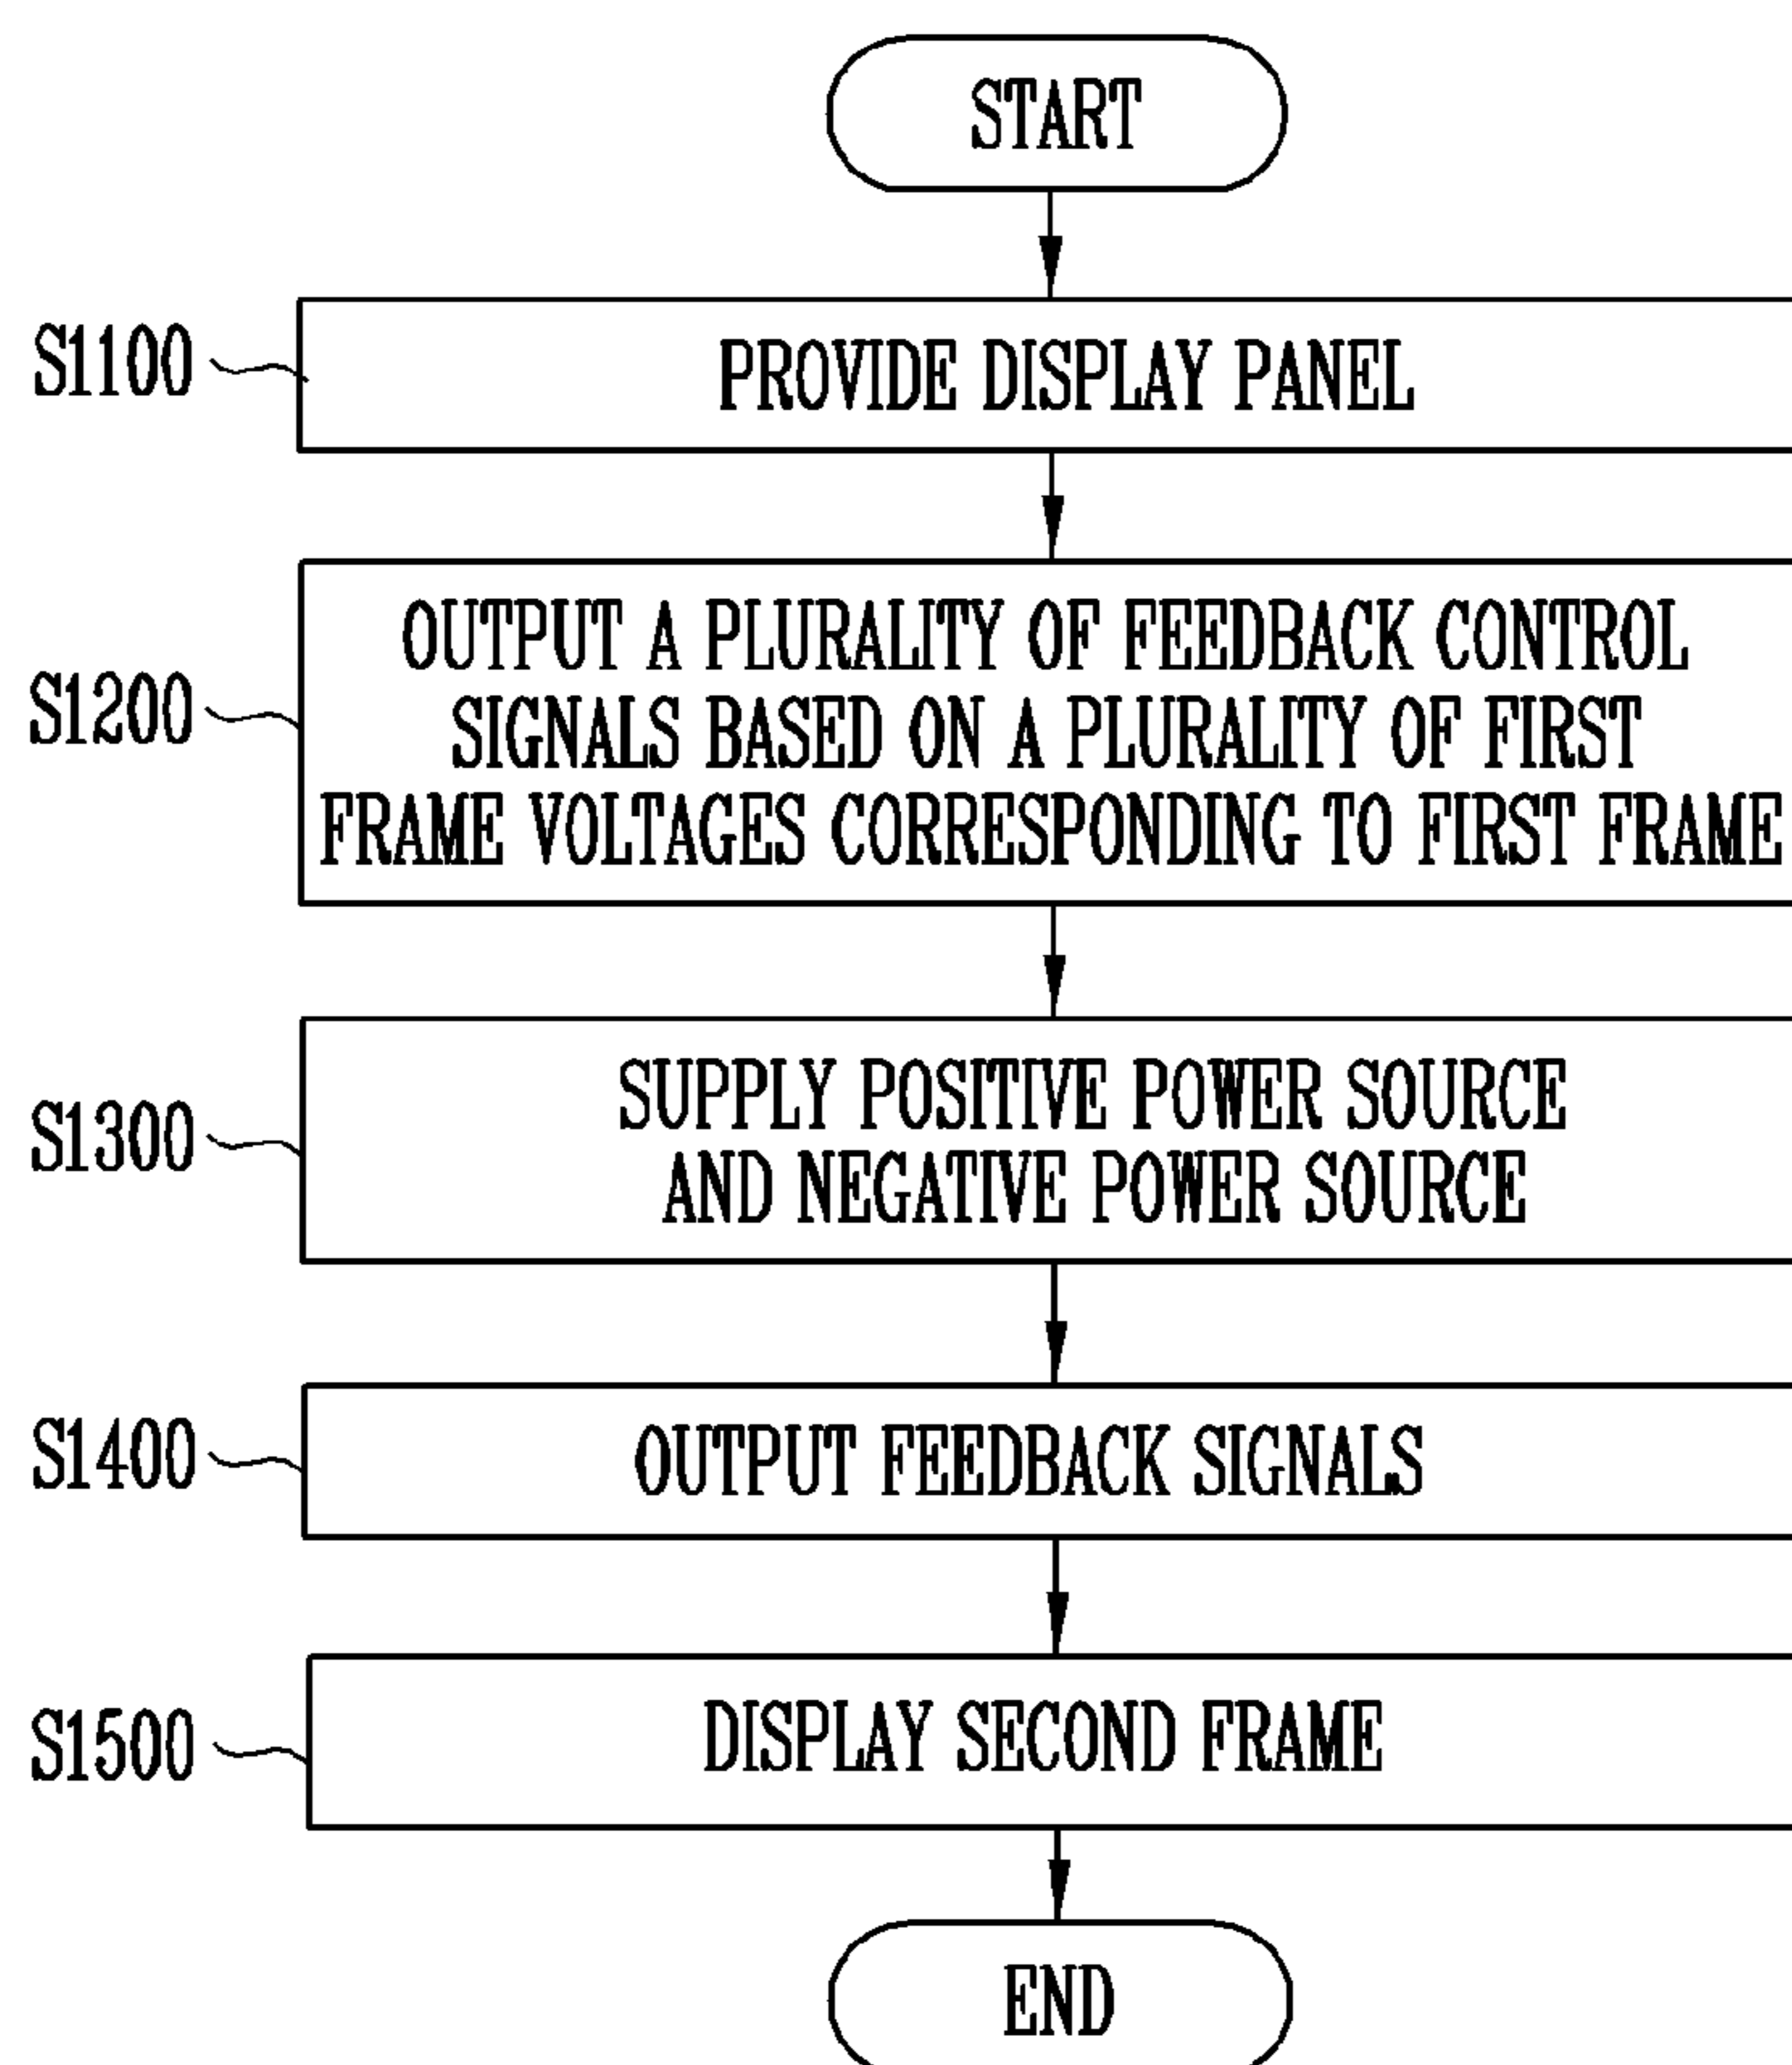 START
S1100
PROVIDE DISPLAY PANEL
S1200
OUTPUT A PLURALITY OF FEEDBACK CONTROL
SIGNALS BASED ON A PLURALITY OF FIRST
FRAME VOLTAGES CORRESPONDING TO FIRST FRAME
S1300
SUPPLY POSITIVE POWER SOURCE
AND NEGATIVE POWER SOURCE
S1400
OUTPUT FEEDBACK SIGNALS
S1500
DISPLAY SECOND FRAME
END